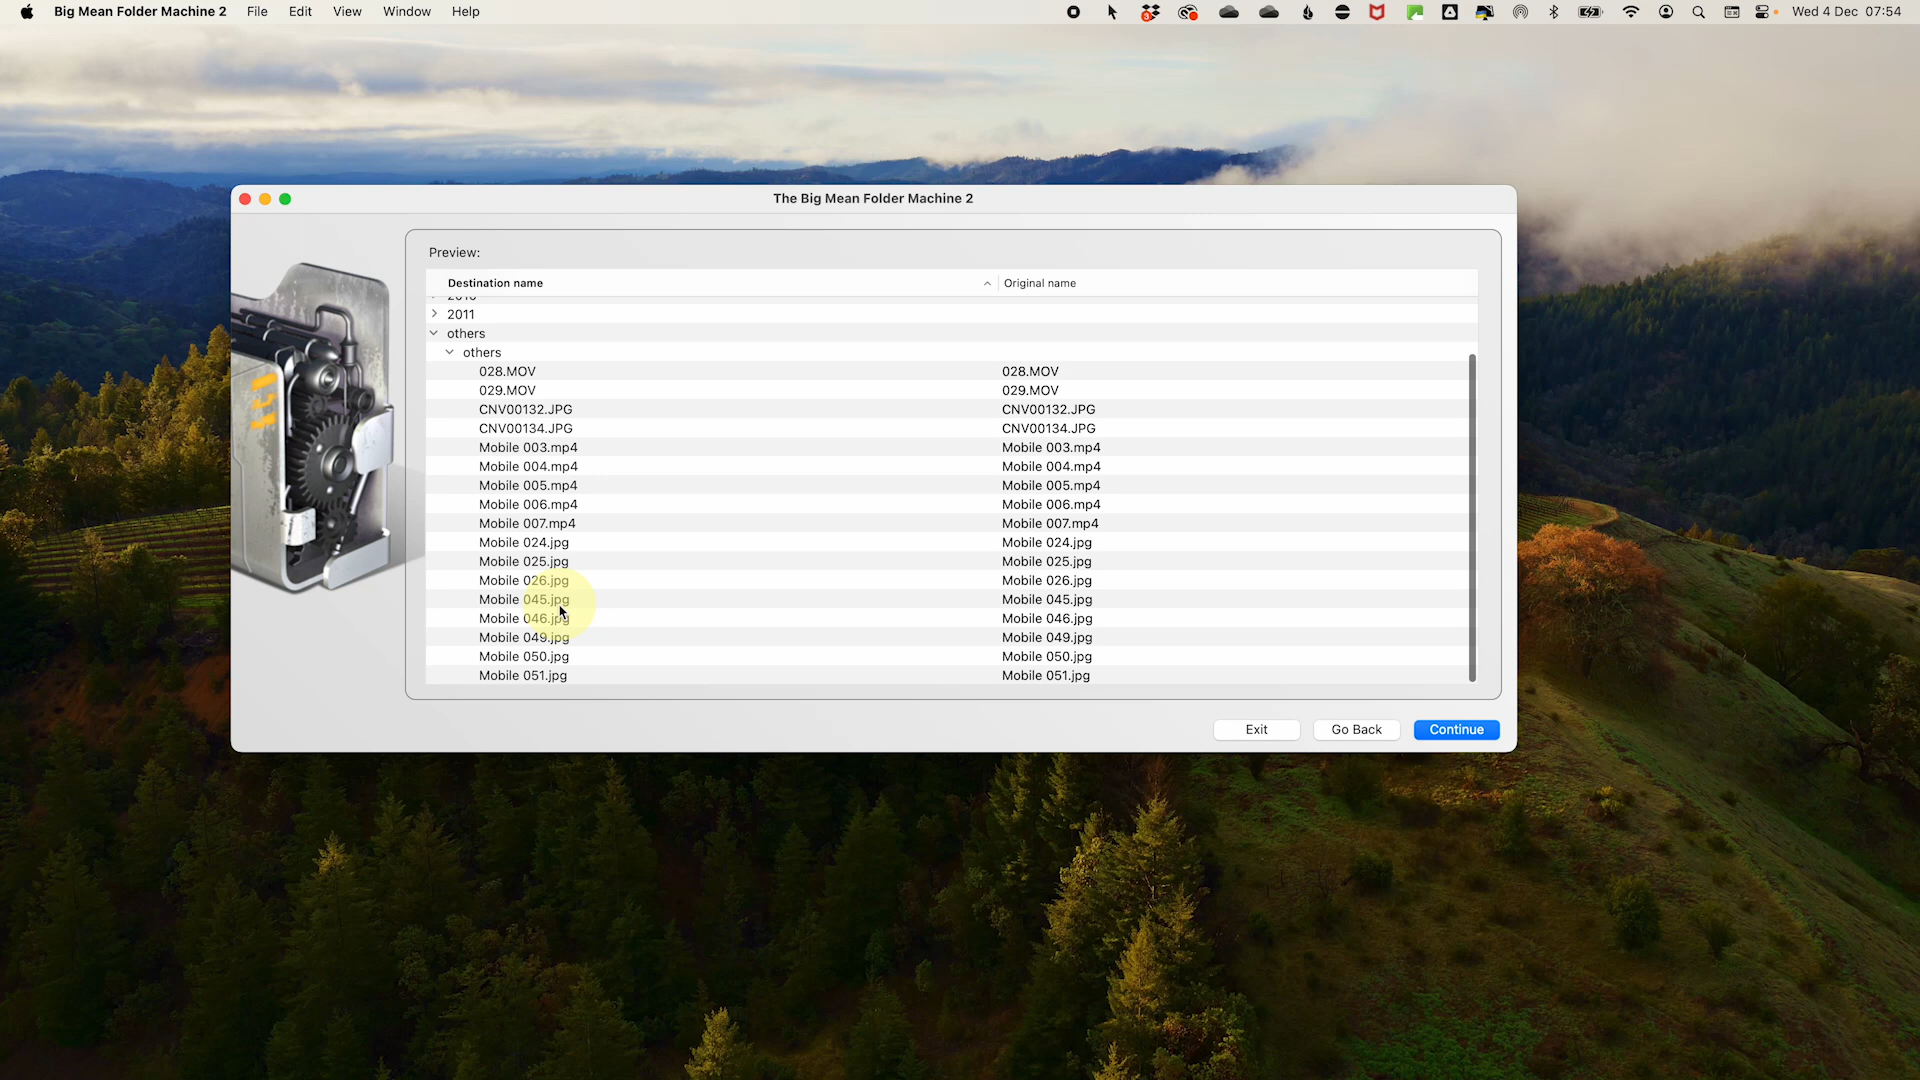 Big Mean Folder Machine 2 File Edit View Window Help 3 Wed 4 Dec 07:54
The Big Mean Folder Machine 2
Preview:
Destination name Original name
2011
others
others
028.MOV 028.MOV
029.MOV 029.MOV
CNV00132.JPG CNV00132.JPG
CNV00134.JPG CNV00134.JPG
Mobile 003.mp4 Mobile 003.mp4
Mobile 004.mp4 Mobile 004.mp4
Mobile 005.mp4 Mobile 005.mp4
Mobile 006.mp4 Mobile 006.mp4
Mobile 007.mp4 Mobile 007.mp4
Mobile 024.jpg Mobile 024.jpg
Mobile 025.jpg Mobile 025.jpg
Mobile 026.jpg Mobile 026.jpg
Mobile 045.jpg Mobile 045.jpg
Mobile 046.jpg Mobile 046.jpg
Mobile 049.jpg Mobile 049.jpg
Mobile 050.jpg Mobile 050.jpg
Mobile 051.jpg Mobile 051.jpg
Exit Go Back Continue